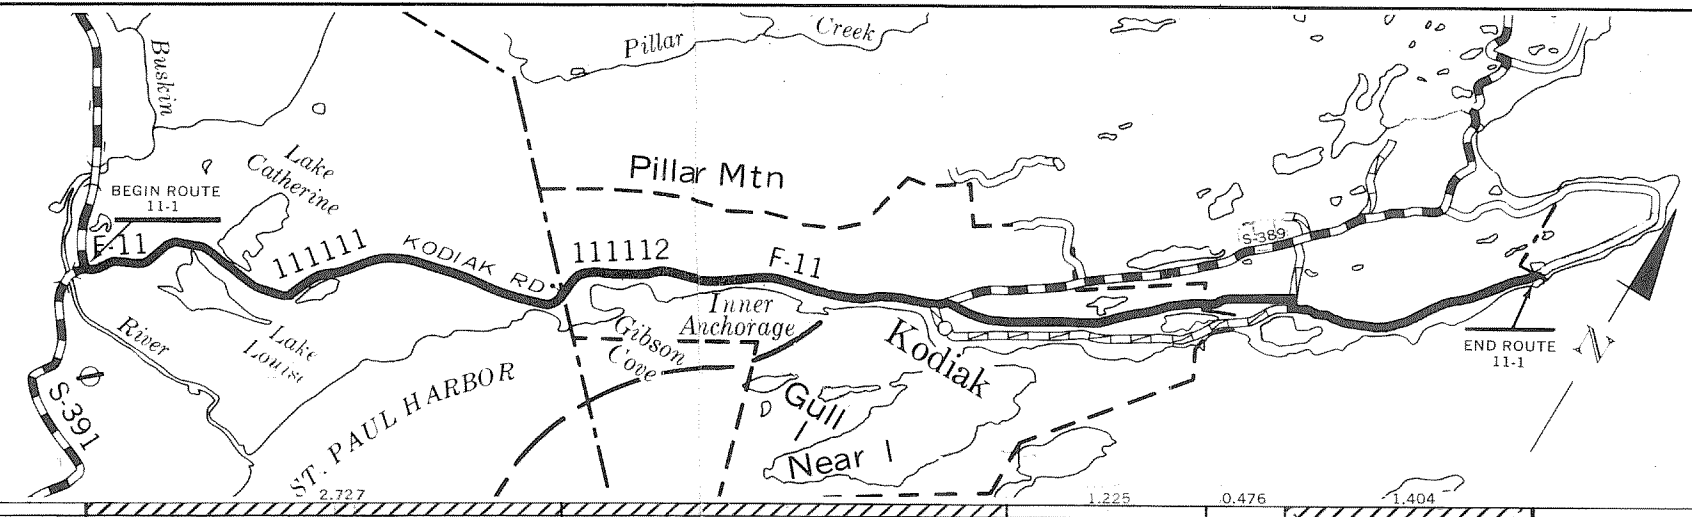 Pillar
Creek
Buskin
Lake
Catherine
Pillar Mtn
BEGIN ROUTE
11-1
F-11
111111
KODIAK RD
111112
F-11
S-389
Inner
Anchorage
Gibson
Cove
River
Lake
Louise
Kodiak
END ROUTE
11-1
N
S-391
ST. PAUL HARBOR
Gull
I
Near I
2.727
1.225
0.476
1.404